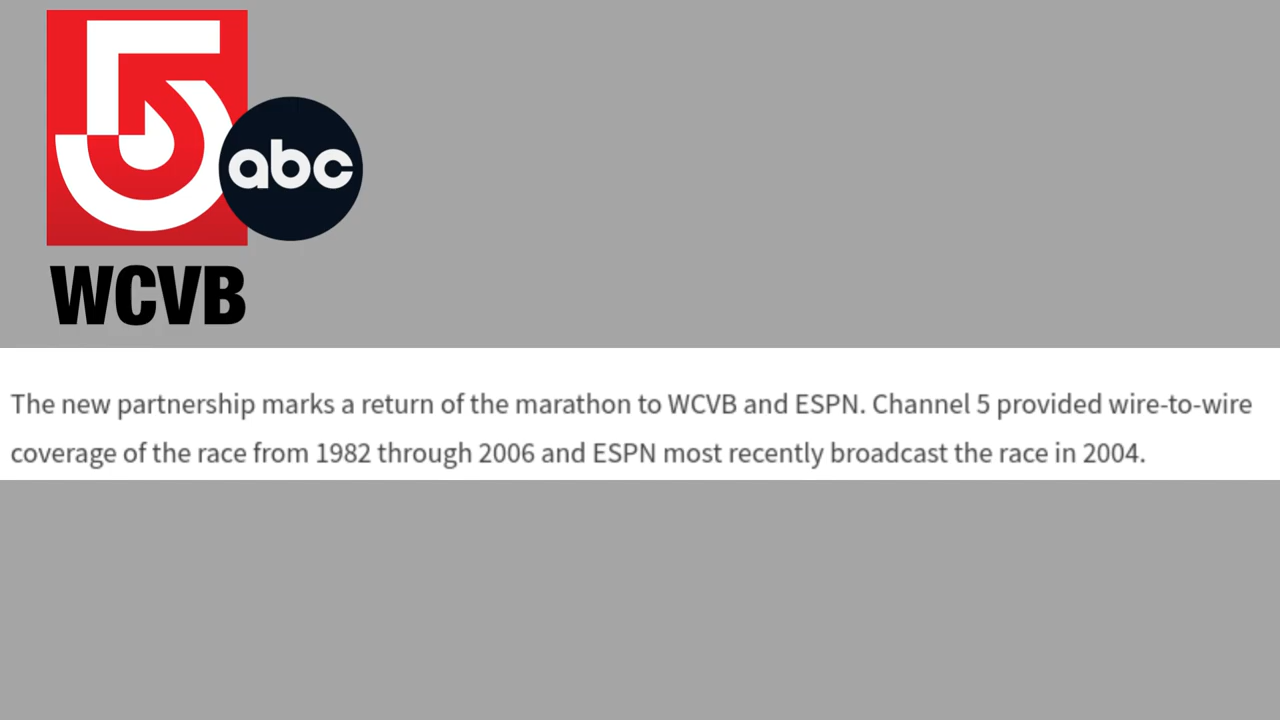 5
abc
WCVB
The new partnership marks a return of the marathon to WCVB and ESPN. Channel 5 provided wire-to-wire
coverage of the race from 1982 through 2006 and ESPN most recently broadcast the race in 2004.